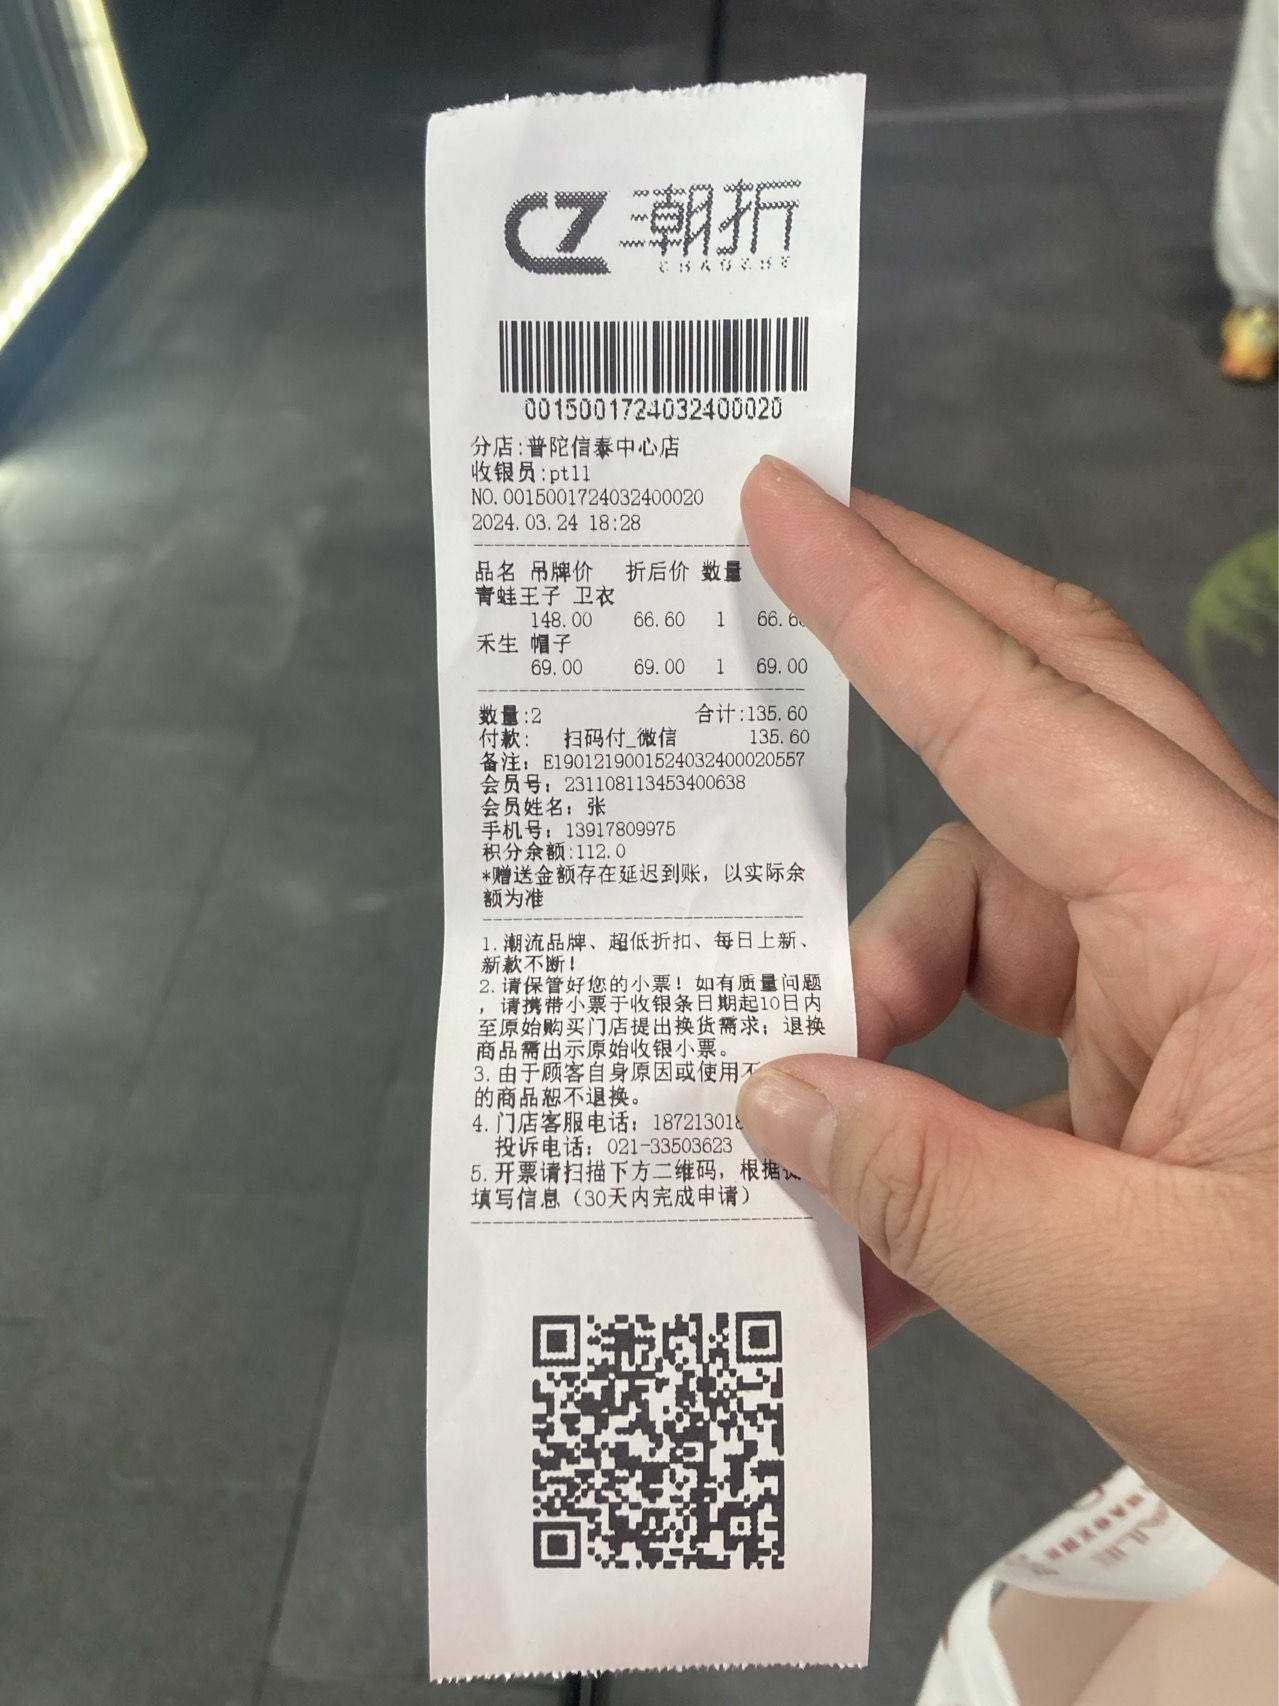 CZ 潮折
CHAOZHE
0015001724032400020
分店:普陀信泰中心店
收银员:pt11
NO.0015001724032400020
2024.03.24 18:28
品名 吊牌价 折后价 数量
青蛙王子 卫衣
148.00 66.60 1 66.60
禾生 帽子
69.00 69.00 1 69.00
数量:2 合计:135.60
付款: 扫码付_微信 135.60
备注: E1901219001524032400020557
会员号: 231108113453400638
会员姓名: 张
手机号: 13917809975
积分余额:112.0
*赠送金额存在延迟到账，以实际余
额为准
1.潮流品牌、超低折扣、每日上新、
新款不断！
2.请保管好您的小票！如有质量问题
，请携带小票于收银条日期起10日内
至原始购买门店提出换货需求；退换
商品需出示原始收银小票。
3.由于顾客自身原因或使用不
的商品恕不退换。
4.门店客服电话: 187213018
投诉电话: 021-33503623
5.开票请扫描下方二维码，根据
填写信息（30天内完成申请）